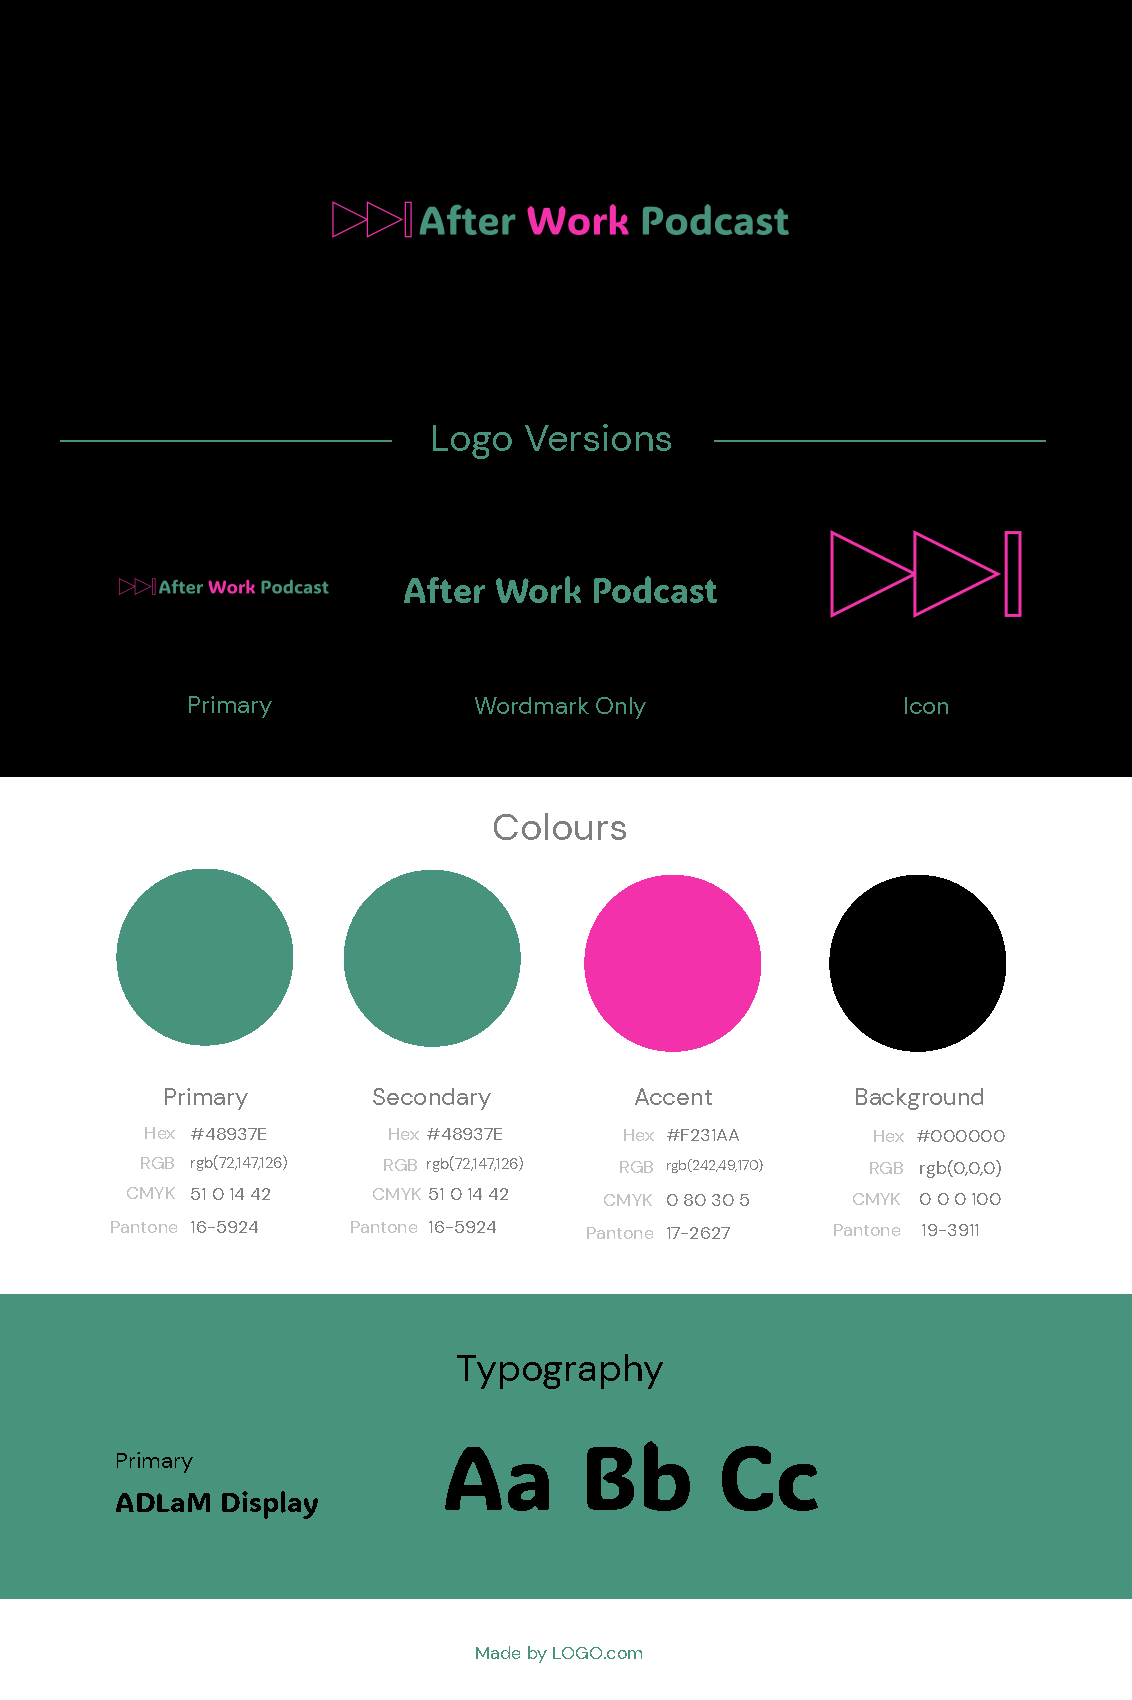 After Work Podcast
Logo Versions
After Work Podcast
After Work Podcast
Primary
Wordmark Only
Icon
Colours
Primary
Hex #48937E
RGB rgb(72,147,126)
CMYK 51 0 14 42
Pantone 16-5924
Secondary
Hex #48937E
RGB rgb(72,147,126)
CMYK 51 0 14 42
Pantone 16-5924
Accent
Hex #F231AA
RGB rgb(242,49,170)
CMYK 0 80 30 5
Pantone 17-2627
Background
Hex #000000
RGB rgb(0,0,0)
CMYK 0 0 0 100
Pantone 19-3911
Typography
Primary
ADLaM Display
Aa Bb Cc
Made by LOGO.com